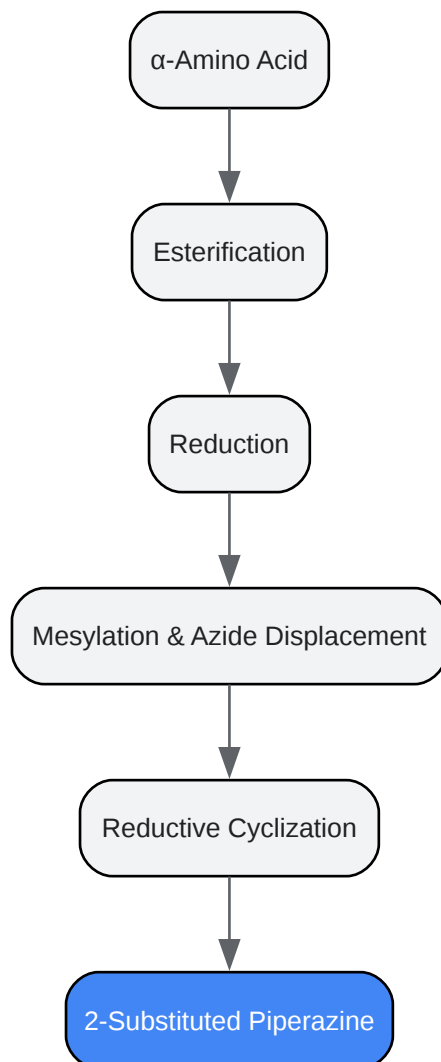 α-Amino Acid
Esterification
Reduction
Mesylation & Azide Displacement
Reductive Cyclization
2-Substituted Piperazine